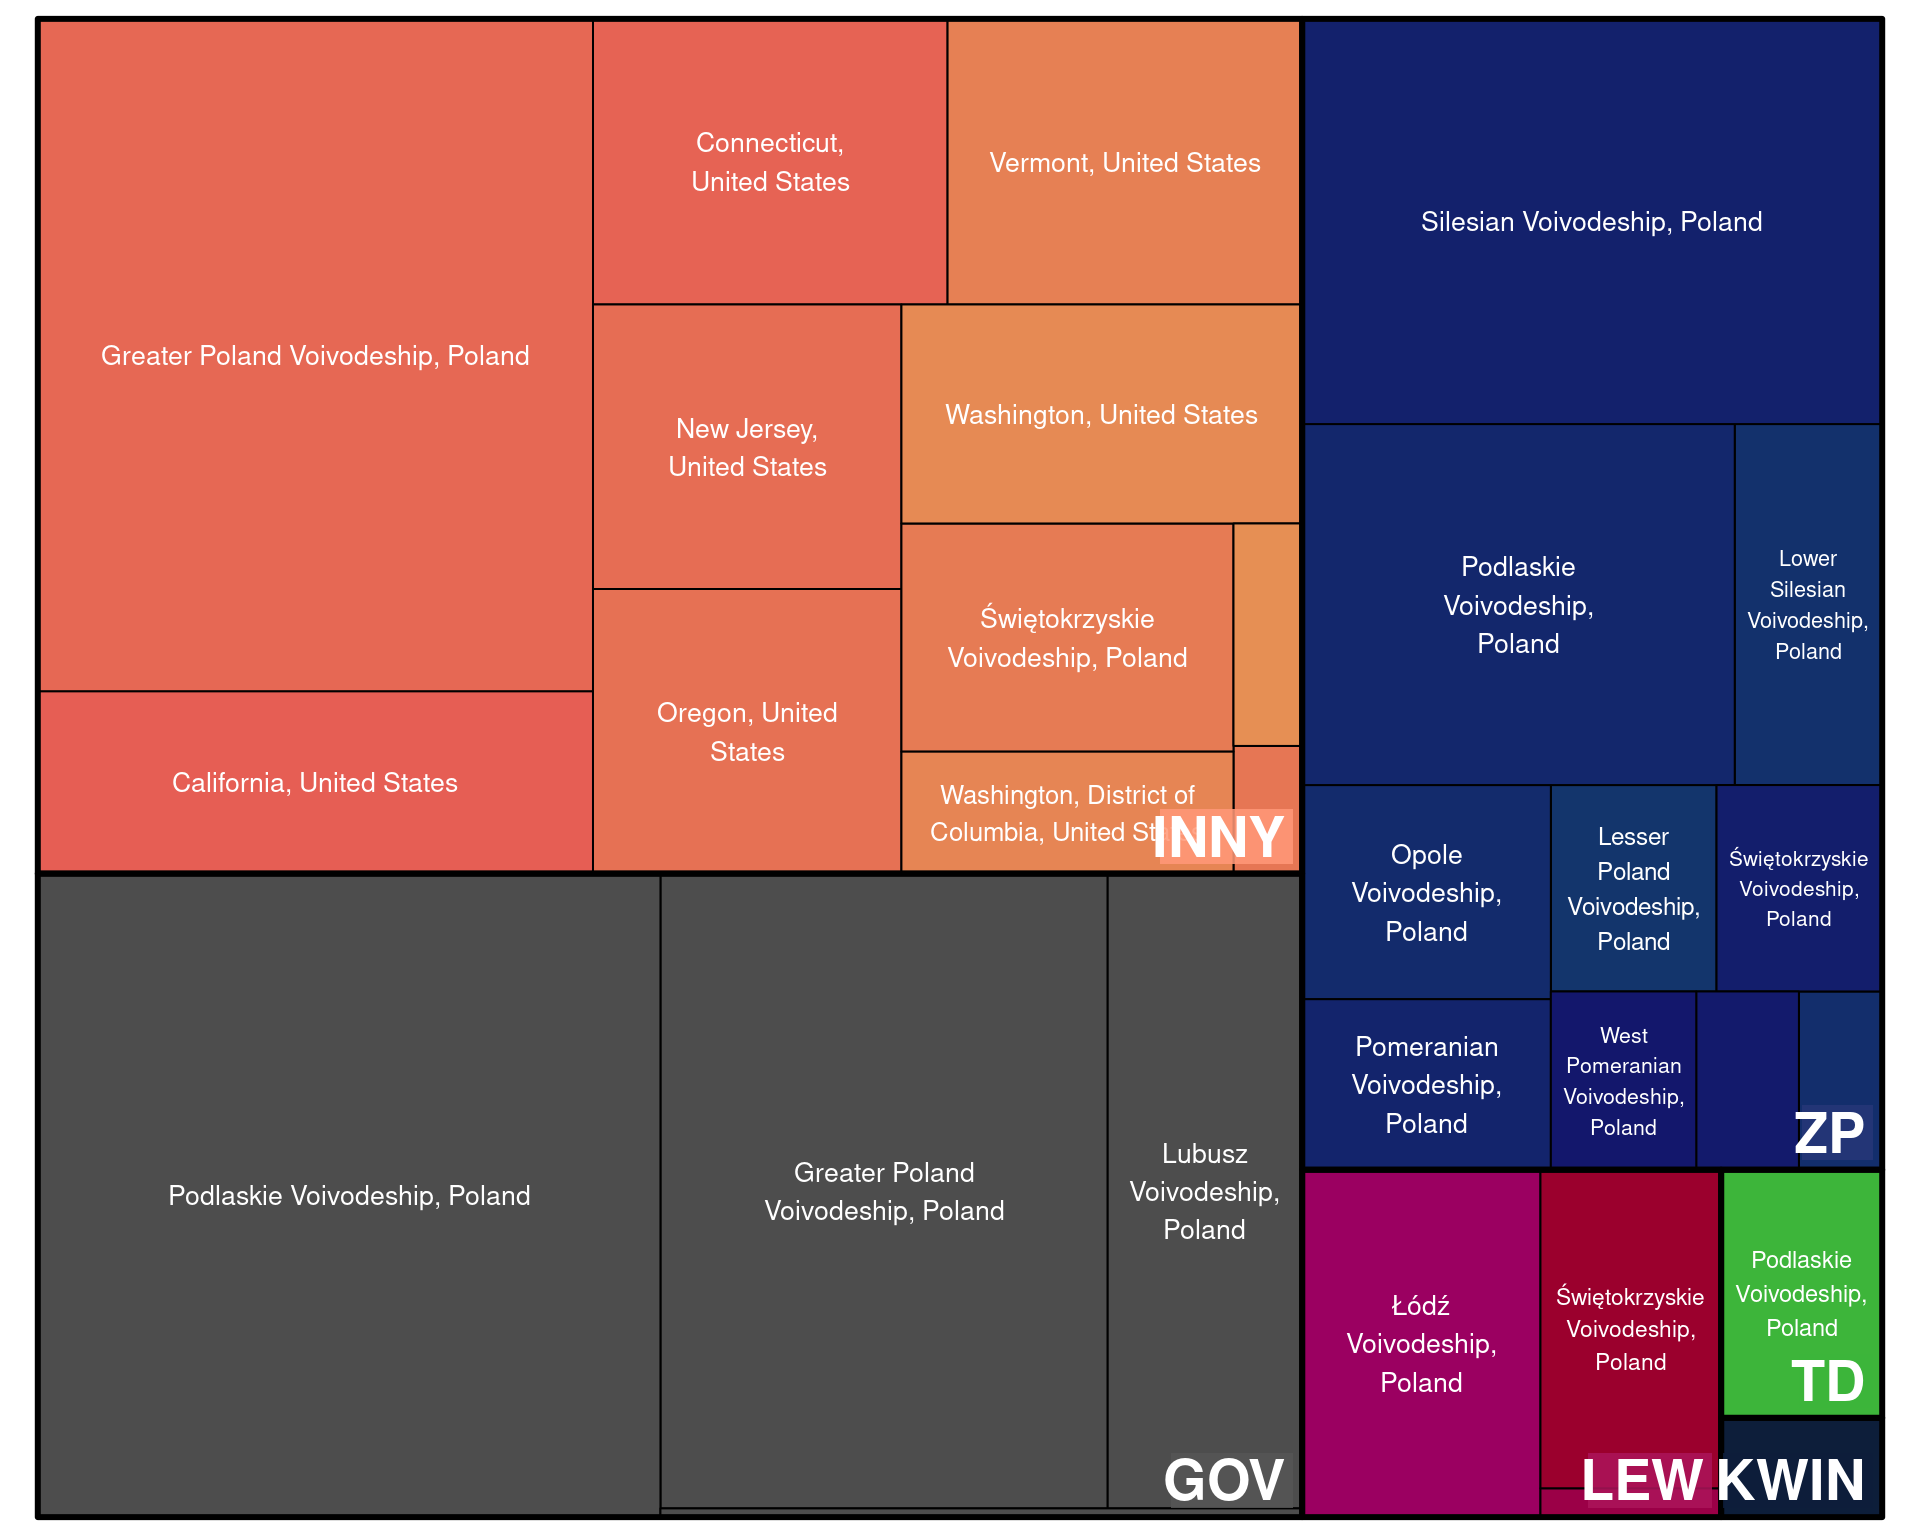 Greater Poland Voivodeship, Poland
California, United States
Connecticut,
United States
Vermont, United States
New Jersey,
United States
Washington, United States
Oregon, United
States
Świętokrzyskie
Voivodeship, Poland
Washington, District of
Columbia, United St
INNY
Podlaskie Voivodeship, Poland
Greater Poland
Voivodeship, Poland
Lubusz
Voivodeship,
Poland
GOV
Silesian Voivodeship, Poland
Podlaskie
Voivodeship,
Poland
Lower
Silesian
Voivodeship,
Poland
Opole
Voivodeship,
Poland
Lesser
Poland
Voivodeship,
Poland
Świętokrzyskie
Voivodeship,
Poland
Pomeranian
Voivodeship,
Poland
West
Pomeranian
Voivodeship,
Poland
ZP
Łódź
Voivodeship,
Poland
Świętokrzyskie
Voivodeship,
Poland
LEW
Podlaskie
Voivodeship,
Poland
TD
KWIN